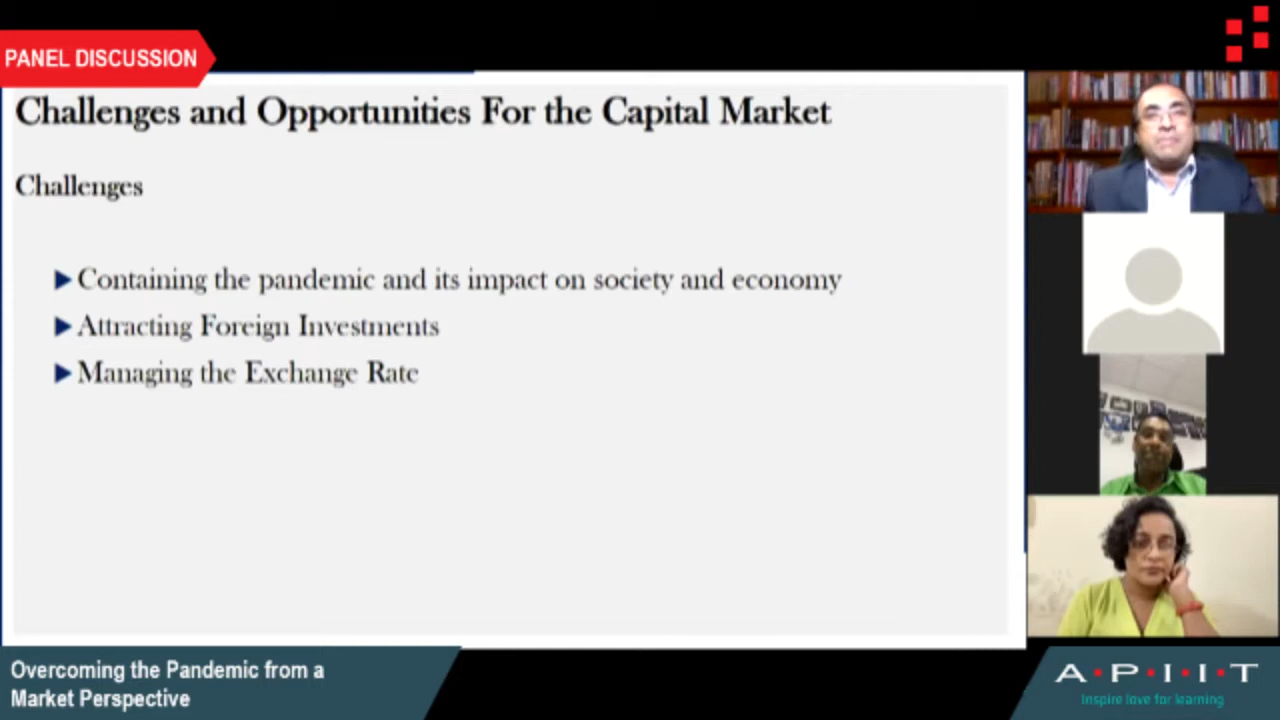 PANEL DISCUSSION
Challenges and Opportunities For the Capital Market
Challenges
Containing the pandemic and its impact on society and economy
Attracting Foreign Investments
Managing the Exchange Rate
Overcoming the Pandemic from a
Market Perspective
A·P·I·I·T
Inspire love for learning